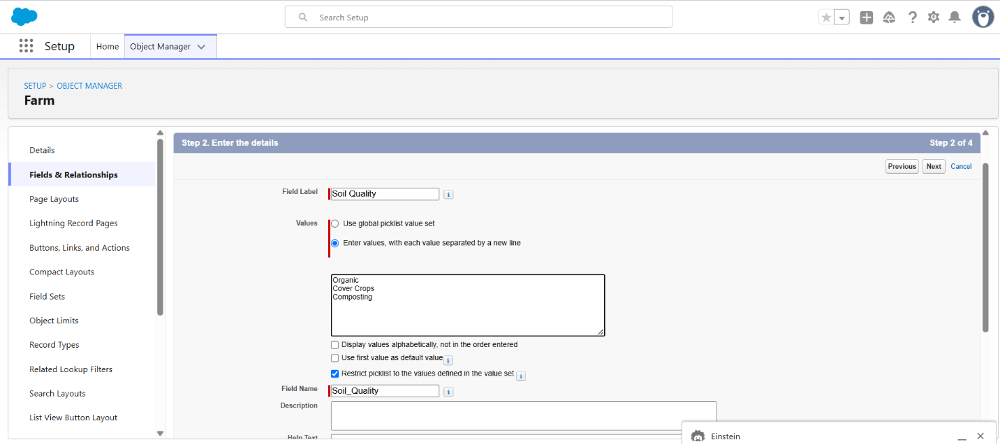 Search Setup
Setup
Home
Object Manager
SETUP > OBJECT MANAGER
Farm
Details
Fields & Relationships
Page Layouts
Lightning Record Pages
Buttons, Links, and Actions
Compact Layouts
Field Sets
Object Limits
Record Types
Related Lookup Filters
Search Layouts
List View Button Layout
Step 2. Enter the details
Step 2 of 4
Previous
Next
Cancel
Field Label
Soil Quality
Values
Use global picklist value set
Enter values, with each value separated by a new line
Organic
Cover Crops
Composting
Display values alphabetically, not in the order entered
Use first value as default value
Restrict picklist to the values defined in the value set
Field Name
Soil_Quality
Description
Help Text
Einstein